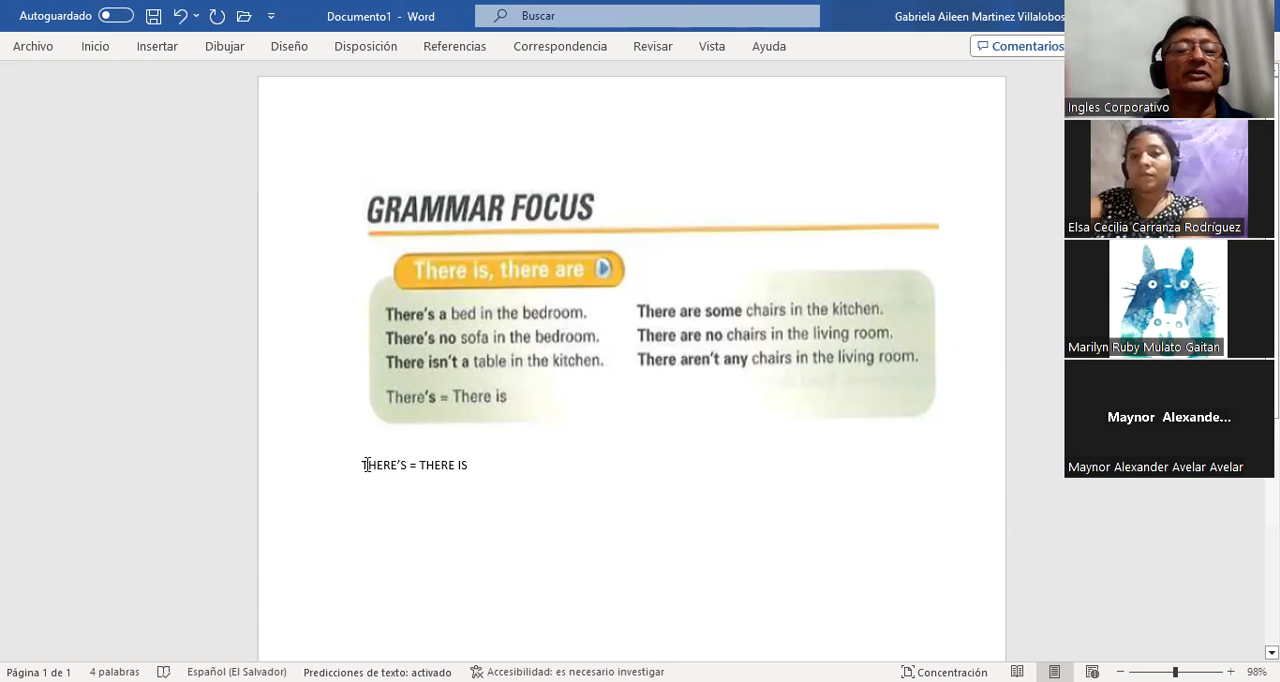 Autoguardado
Documento1 - Word
Buscar
Gabriela Aileen Martinez Villalobos
Archivo Inicio Insertar Dibujar Diseño Disposición Referencias Correspondencia Revisar Vista Ayuda
Comentarios
GRAMMAR FOCUS
There is, there are
There's a bed in the bedroom.
There's no sofa in the bedroom.
There isn't a table in the kitchen.
There's = There is
There are some chairs in the kitchen.
There are no chairs in the living room.
There aren't any chairs in the living room.
THERE'S = THERE IS
Ingles Corporativo
Elsa Cecilia Carranza Rodríguez
Marilyn Ruby Mulato Gaitan
Maynor Alexande...
Maynor Alexander Avelar Avelar
Página 1 de 1 4 palabras Español (El Salvador) Predicciones de texto: activado Accesibilidad: es necesario investigar Concentración 98%